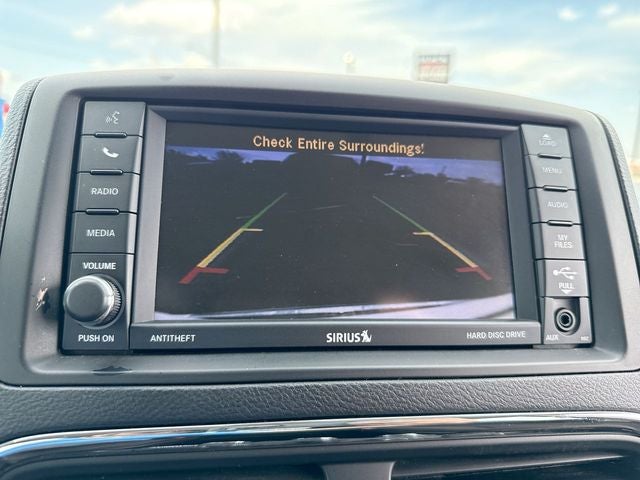 Check Entire Surroundings!
RADIO
MEDIA
VOLUME
PUSH ON
LOAD
MENU
AUDIO
MY
FILES
PULL
AUX
ANTITHEFT
SIRIUS
HARD DISC DRIVE